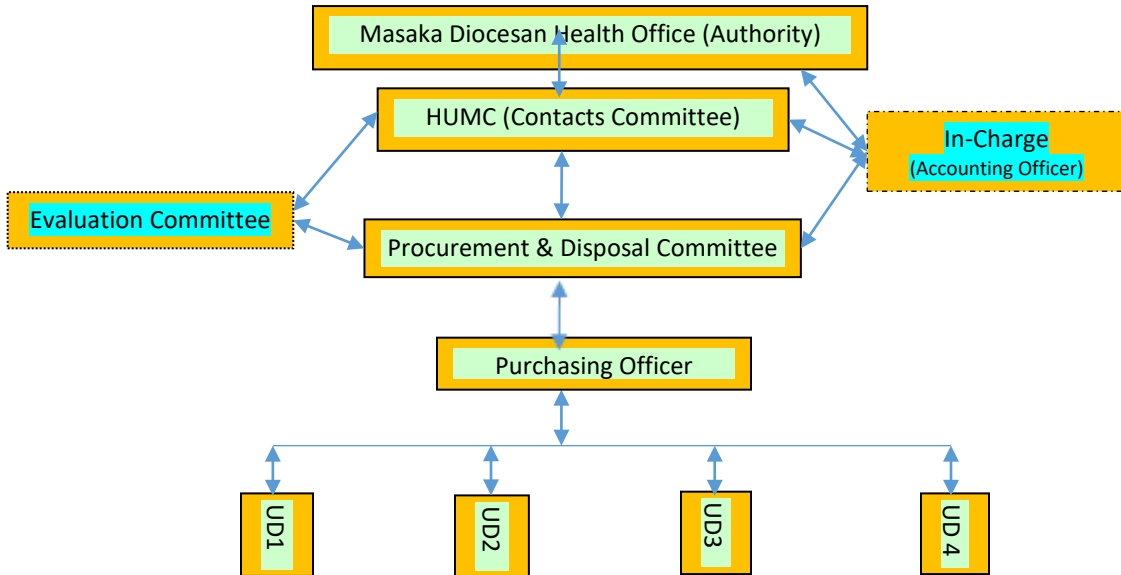 Masaka Diocesan Health Office (Authority)
HUMC (Contacts Committee)
In-Charge
(Accounting Officer)
Evaluation Committee
Procurement & Disposal Committee
Purchasing Officer
UD1
UD2
UD3
UD 4